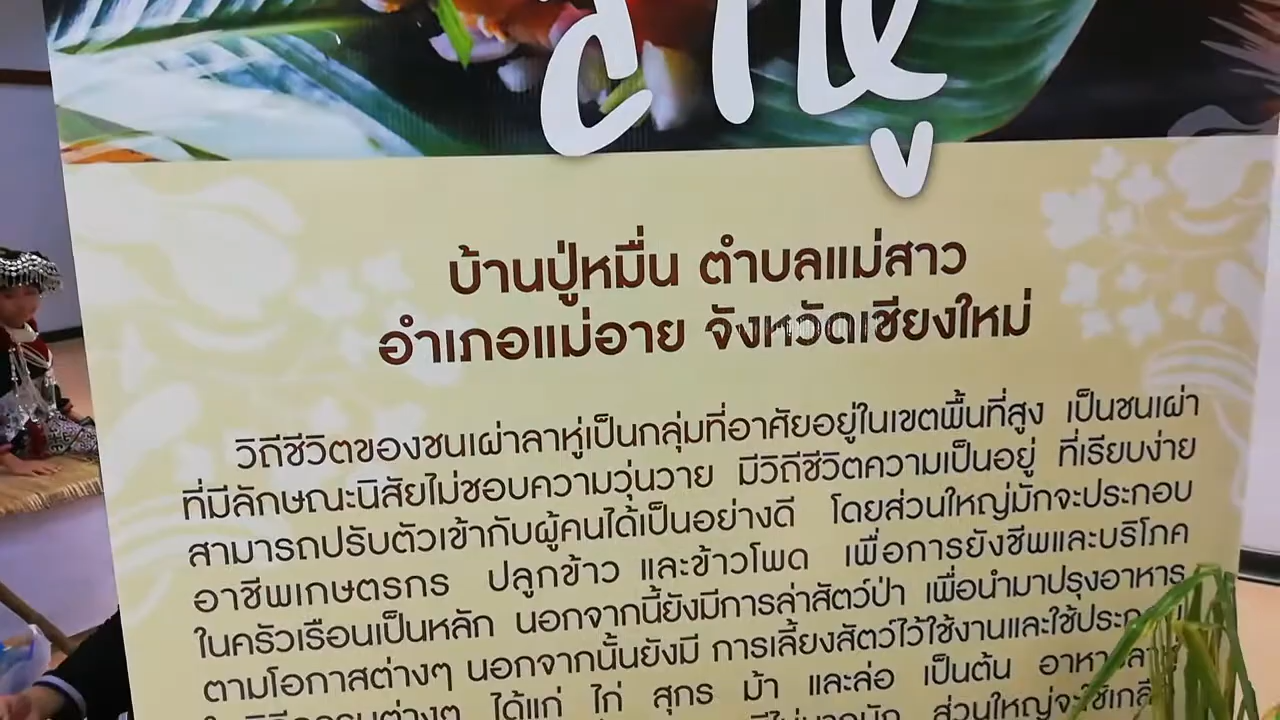 บ้านปู่หมื่น ตำบลแม่สาว
อำเภอแม่อาย จังหวัดเชียงใหม่
วิถีชีวิตของชนเผ่าลาหู่เป็นกลุ่มที่อาศัยอยู่ในเขตพื้นที่สูง เป็นชนเผ่า
ที่มีลักษณะนิสัยไม่ชอบความวุ่นวาย มีวิถีชีวิตความเป็นอยู่ ที่เรียบง่าย
สามารถปรับตัวเข้ากับผู้คนได้เป็นอย่างดี โดยส่วนใหญ่มักจะประกอบ
อาชีพเกษตรกร ปลูกข้าว และข้าวโพด เพื่อการยังชีพและบริโภค
ในครัวเรือนเป็นหลัก นอกจากนี้ยังมีการล่าสัตว์ป่า เพื่อนำมาปรุงอาหาร
ตามโอกาสต่างๆ นอกจากนั้นยังมี การเลี้ยงสัตว์ไว้ใช้งานและใช้
ได้แก่ ไก่ สุกร ม้า และล่อ เป็นต้น
ส่วนใหญ่จะใช้